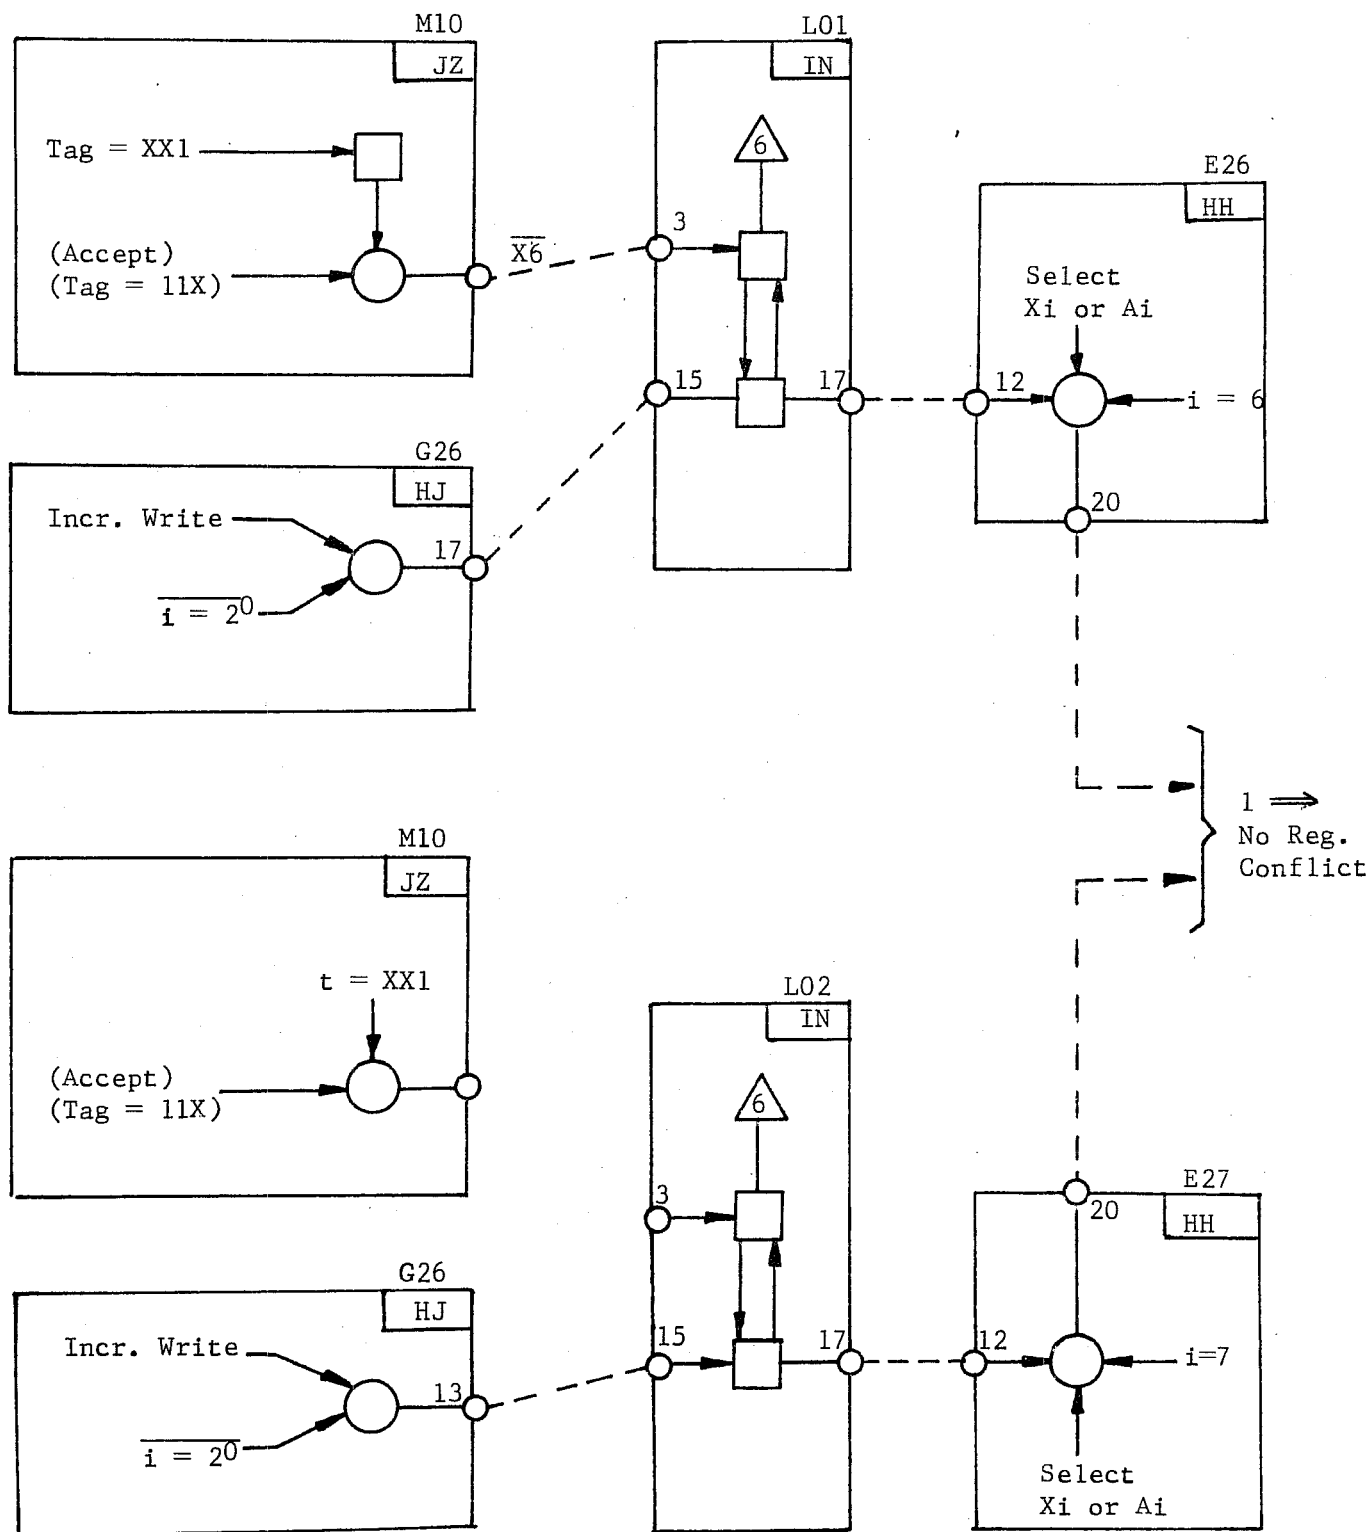 M10
JZ
Tag = XX1
(Accept)
(Tag = 11X)
X6
L01
IN
6
3
15
17
E26
HH
Select
Xi or Ai
12
i = 6
20
G26
HJ
Incr. Write
17
i = 2⁰
1 ⇒
No Reg.
Conflict
M10
JZ
t = XX1
(Accept)
(Tag = 11X)
L02
IN
6
3
15
17
E27
HH
20
12
i=7
Select
Xi or Ai
G26
HJ
Incr. Write
13
i = 2⁰